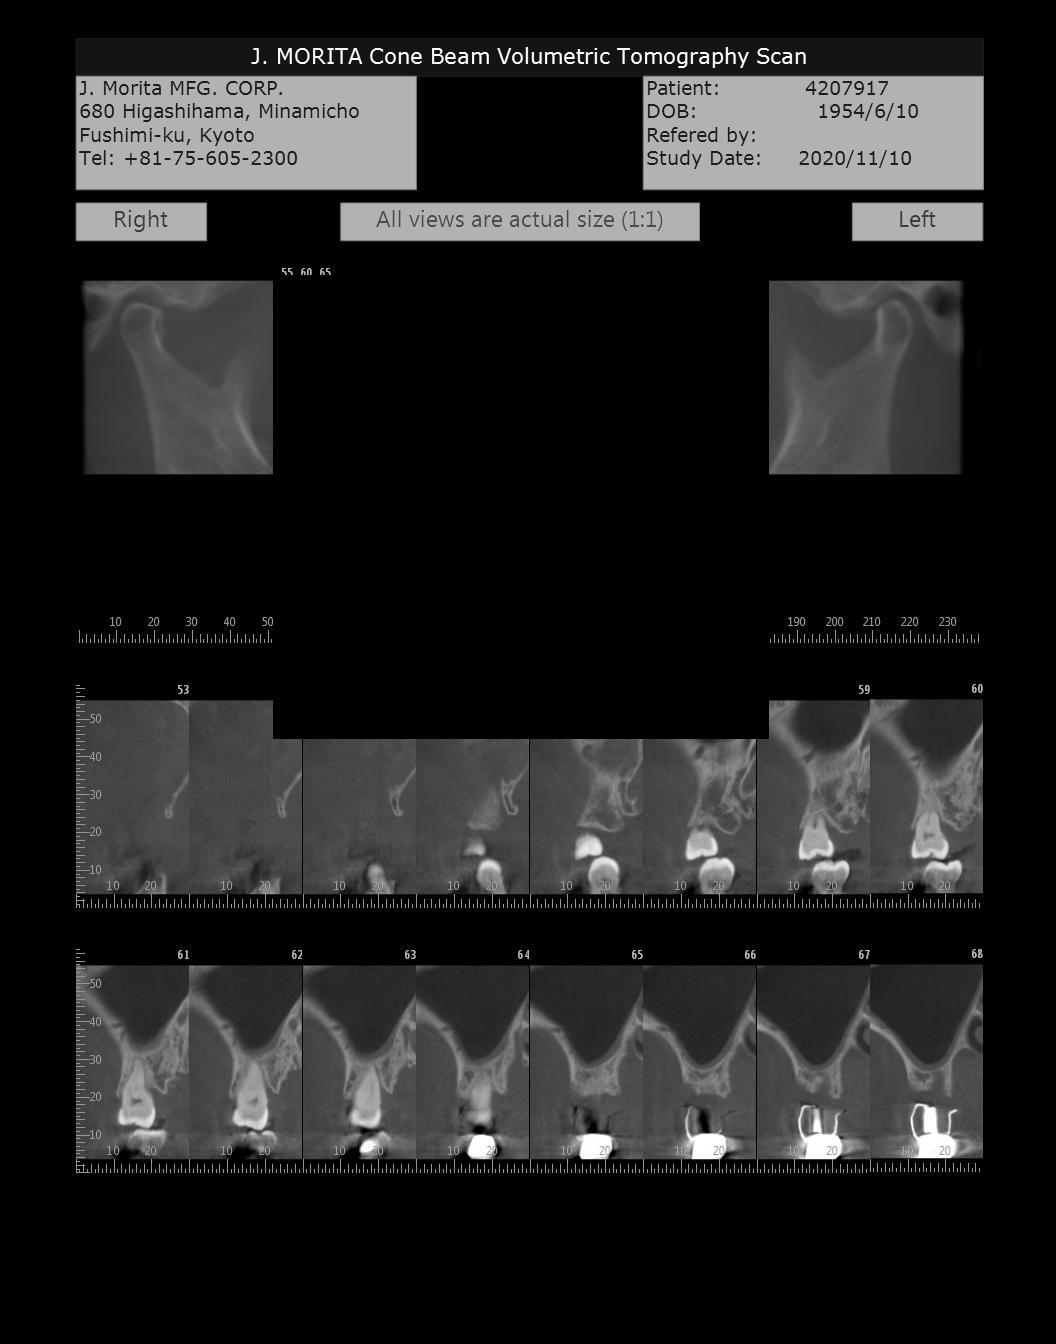 J. MORITA Cone Beam Volumetric Tomography Scan
J. Morita MFG. CORP.
680 Higashihama, Minamicho
Fushimi-ku, Kyoto
Tel: +81-75-605-2300
Patient: 4207917
DOB: 1954/6/10
Refered by:
Study Date: 2020/11/10
Right
All views are actual size (1:1)
Left
55 60 65
10 20 30 40 50
190 200 210 220 230
53 59 60
50
40
30
20
10
10 20 10 20 10 20 10 20 10 20 10 20 10 20
61 62 63 64 65 66 67 68
50
40
30
20
10
10 20 10 20 10 20 10 20 10 20 10 20 10 20 10 20